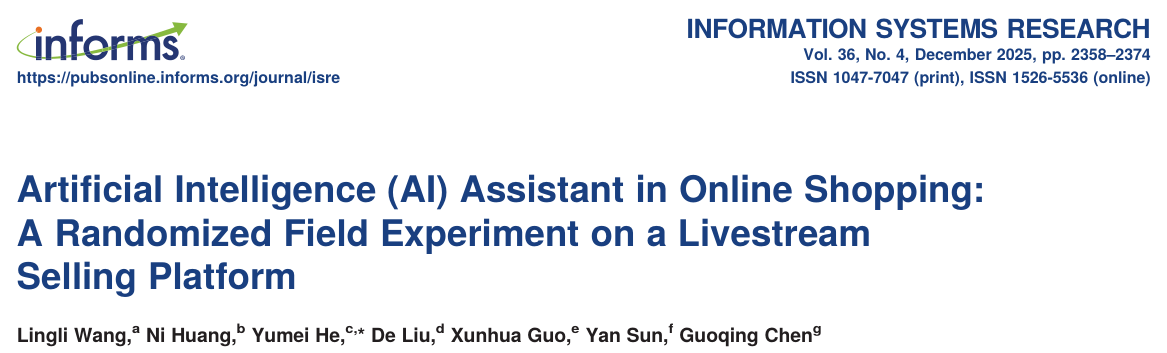 informs®
https://pubsonline.informs.org/journal/isre
INFORMATION SYSTEMS RESEARCH
Vol. 36, No. 4, December 2025, pp. 2358–2374
ISSN 1047-7047 (print), ISSN 1526-5536 (online)
Artificial Intelligence (AI) Assistant in Online Shopping:
A Randomized Field Experiment on a Livestream
Selling Platform
Lingli Wang,a Ni Huang,b Yumei He,c,* De Liu,d Xunhua Guo,e Yan Sun,f Guoqing Cheng